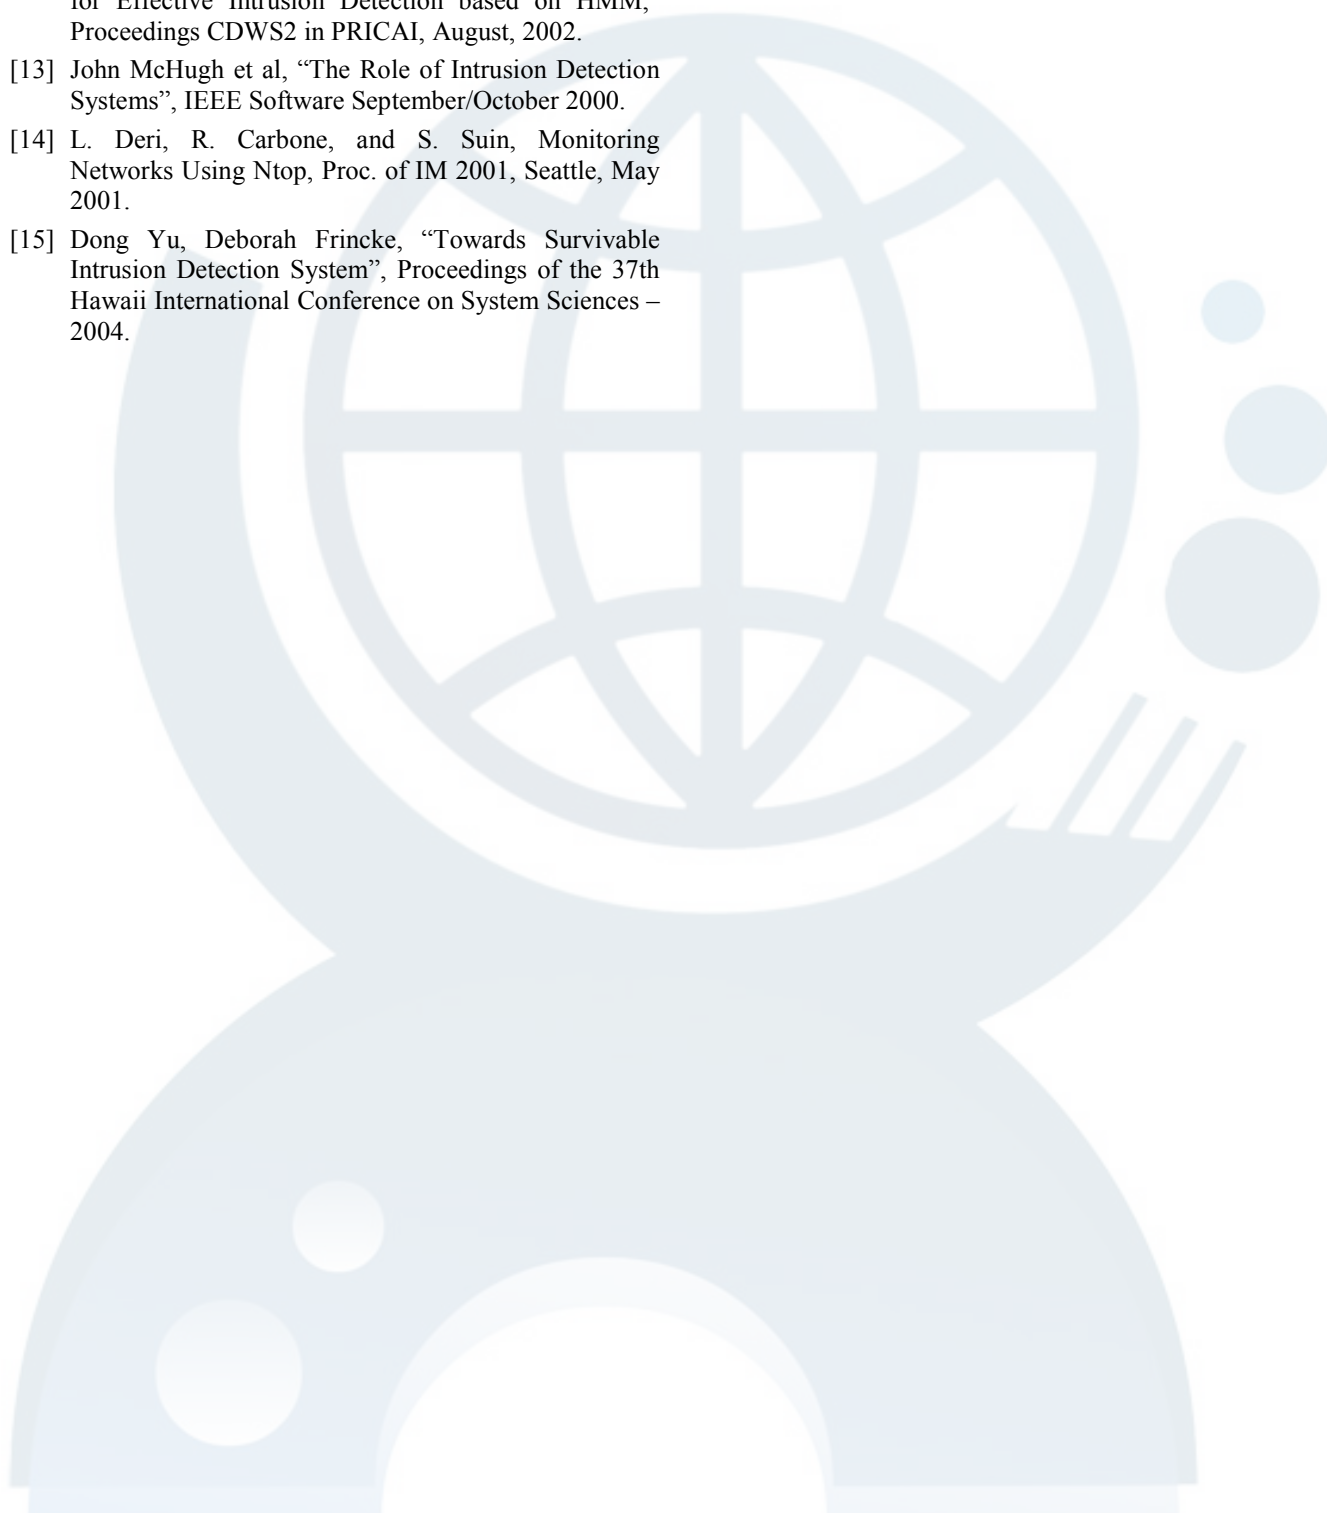 for Effective Intrusion Detection based on HMM,
Proceedings CDWS2 in PRICAI, August, 2002.
[13] John McHugh et al, “The Role of Intrusion Detection
Systems”, IEEE Software September/October 2000.
[14] L. Deri, R. Carbone, and S. Suin, Monitoring
Networks Using Ntop, Proc. of IM 2001, Seattle, May
2001.
[15] Dong Yu, Deborah Frincke, “Towards Survivable
Intrusion Detection System”, Proceedings of the 37th
Hawaii International Conference on System Sciences –
2004.